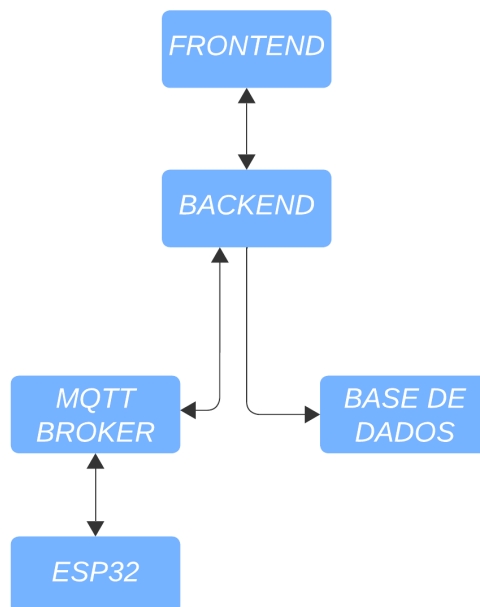 FRONTEND
BACKEND
MQTT
BROKER
BASE DE
DADOS
ESP32